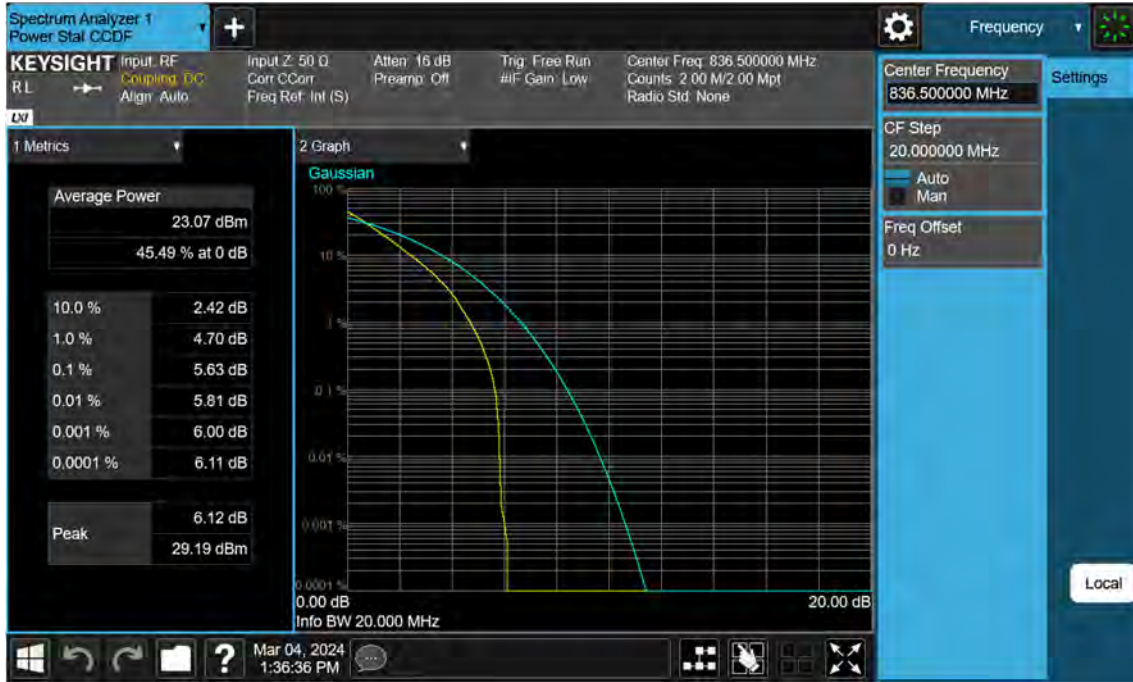 Spectrum Analyzer 1
Power Stat CCDF
Frequency
KEYSIGHT
RL
LXI
Input: RF
Coupling: DC
Align: Auto
Input Z: 50 Ω
Corr CCorr
Freq Ref: Int (S)
Atten: 16 dB
Preamp: Off
Trig: Free Run
#IF Gain: Low
Center Freq: 836.500000 MHz
Counts: 2.00 M/2.00 Mpt
Radio Std: None
Center Frequency
836.500000 MHz
Settings
CF Step
20.000000 MHz
Auto
Man
Freq Offset
0 Hz
Local
1 Metrics
Average Power
23.07 dBm
45.49 % at 0 dB
10.0 % 2.42 dB
1.0 % 4.70 dB
0.1 % 5.63 dB
0.01 % 5.81 dB
0.001 % 6.00 dB
0.0001 % 6.11 dB
Peak 6.12 dB
29.19 dBm
2 Graph
Gaussian
100 %
10 %
1 %
0.1 %
0.01 %
0.001 %
0.0001 %
0.00 dB 20.00 dB
Info BW 20.000 MHz
?
Mar 04, 2024
1:36:36 PM